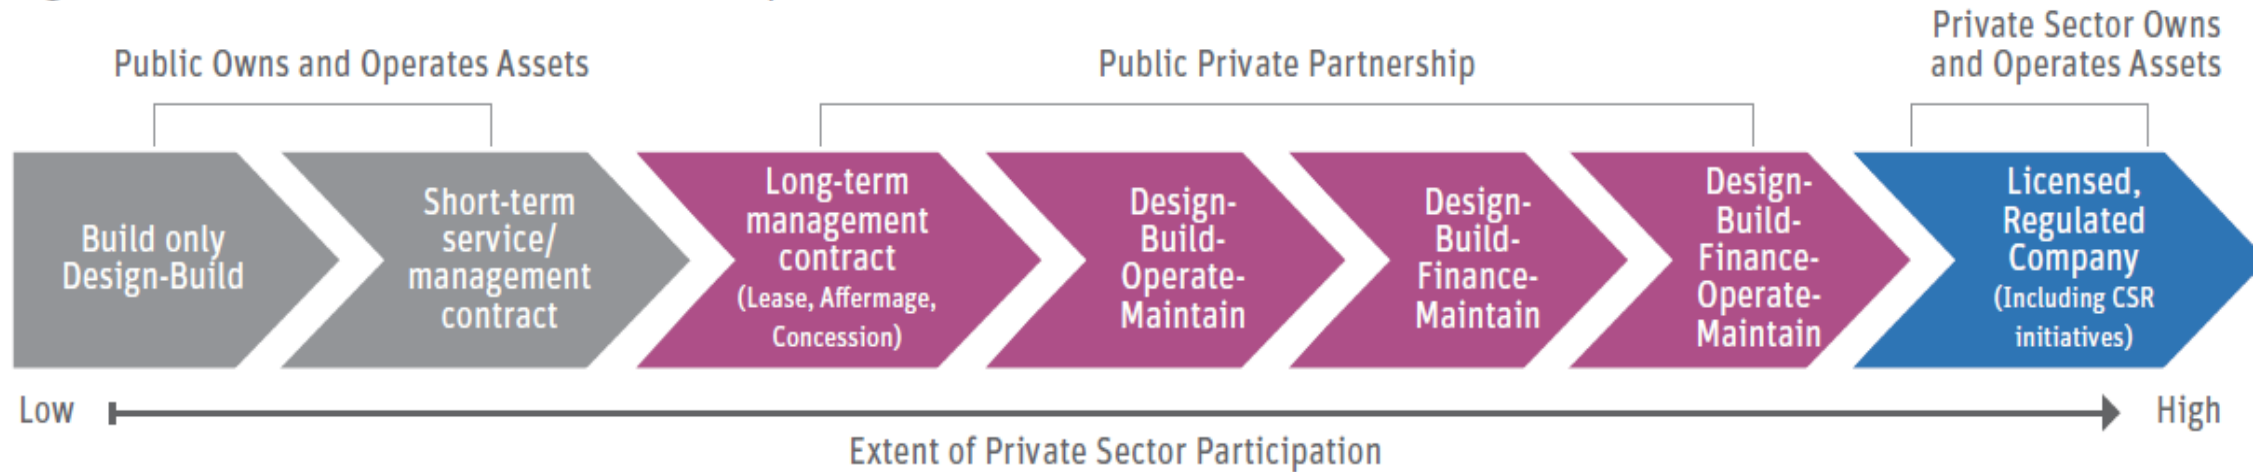 Public Owns and Operates Assets
Public Private Partnership
Private Sector Owns
and Operates Assets
Build only
Design-Build
Short-term
service/
management
contract
Long-term
management
contract
(Lease, Affermage,
Concession)
Design-
Build-
Operate-
Maintain
Design-
Build-
Finance-
Maintain
Design-
Build-
Finance-
Operate-
Maintain
Licensed,
Regulated
Company
(Including CSR
initiatives)
Low
High
Extent of Private Sector Participation